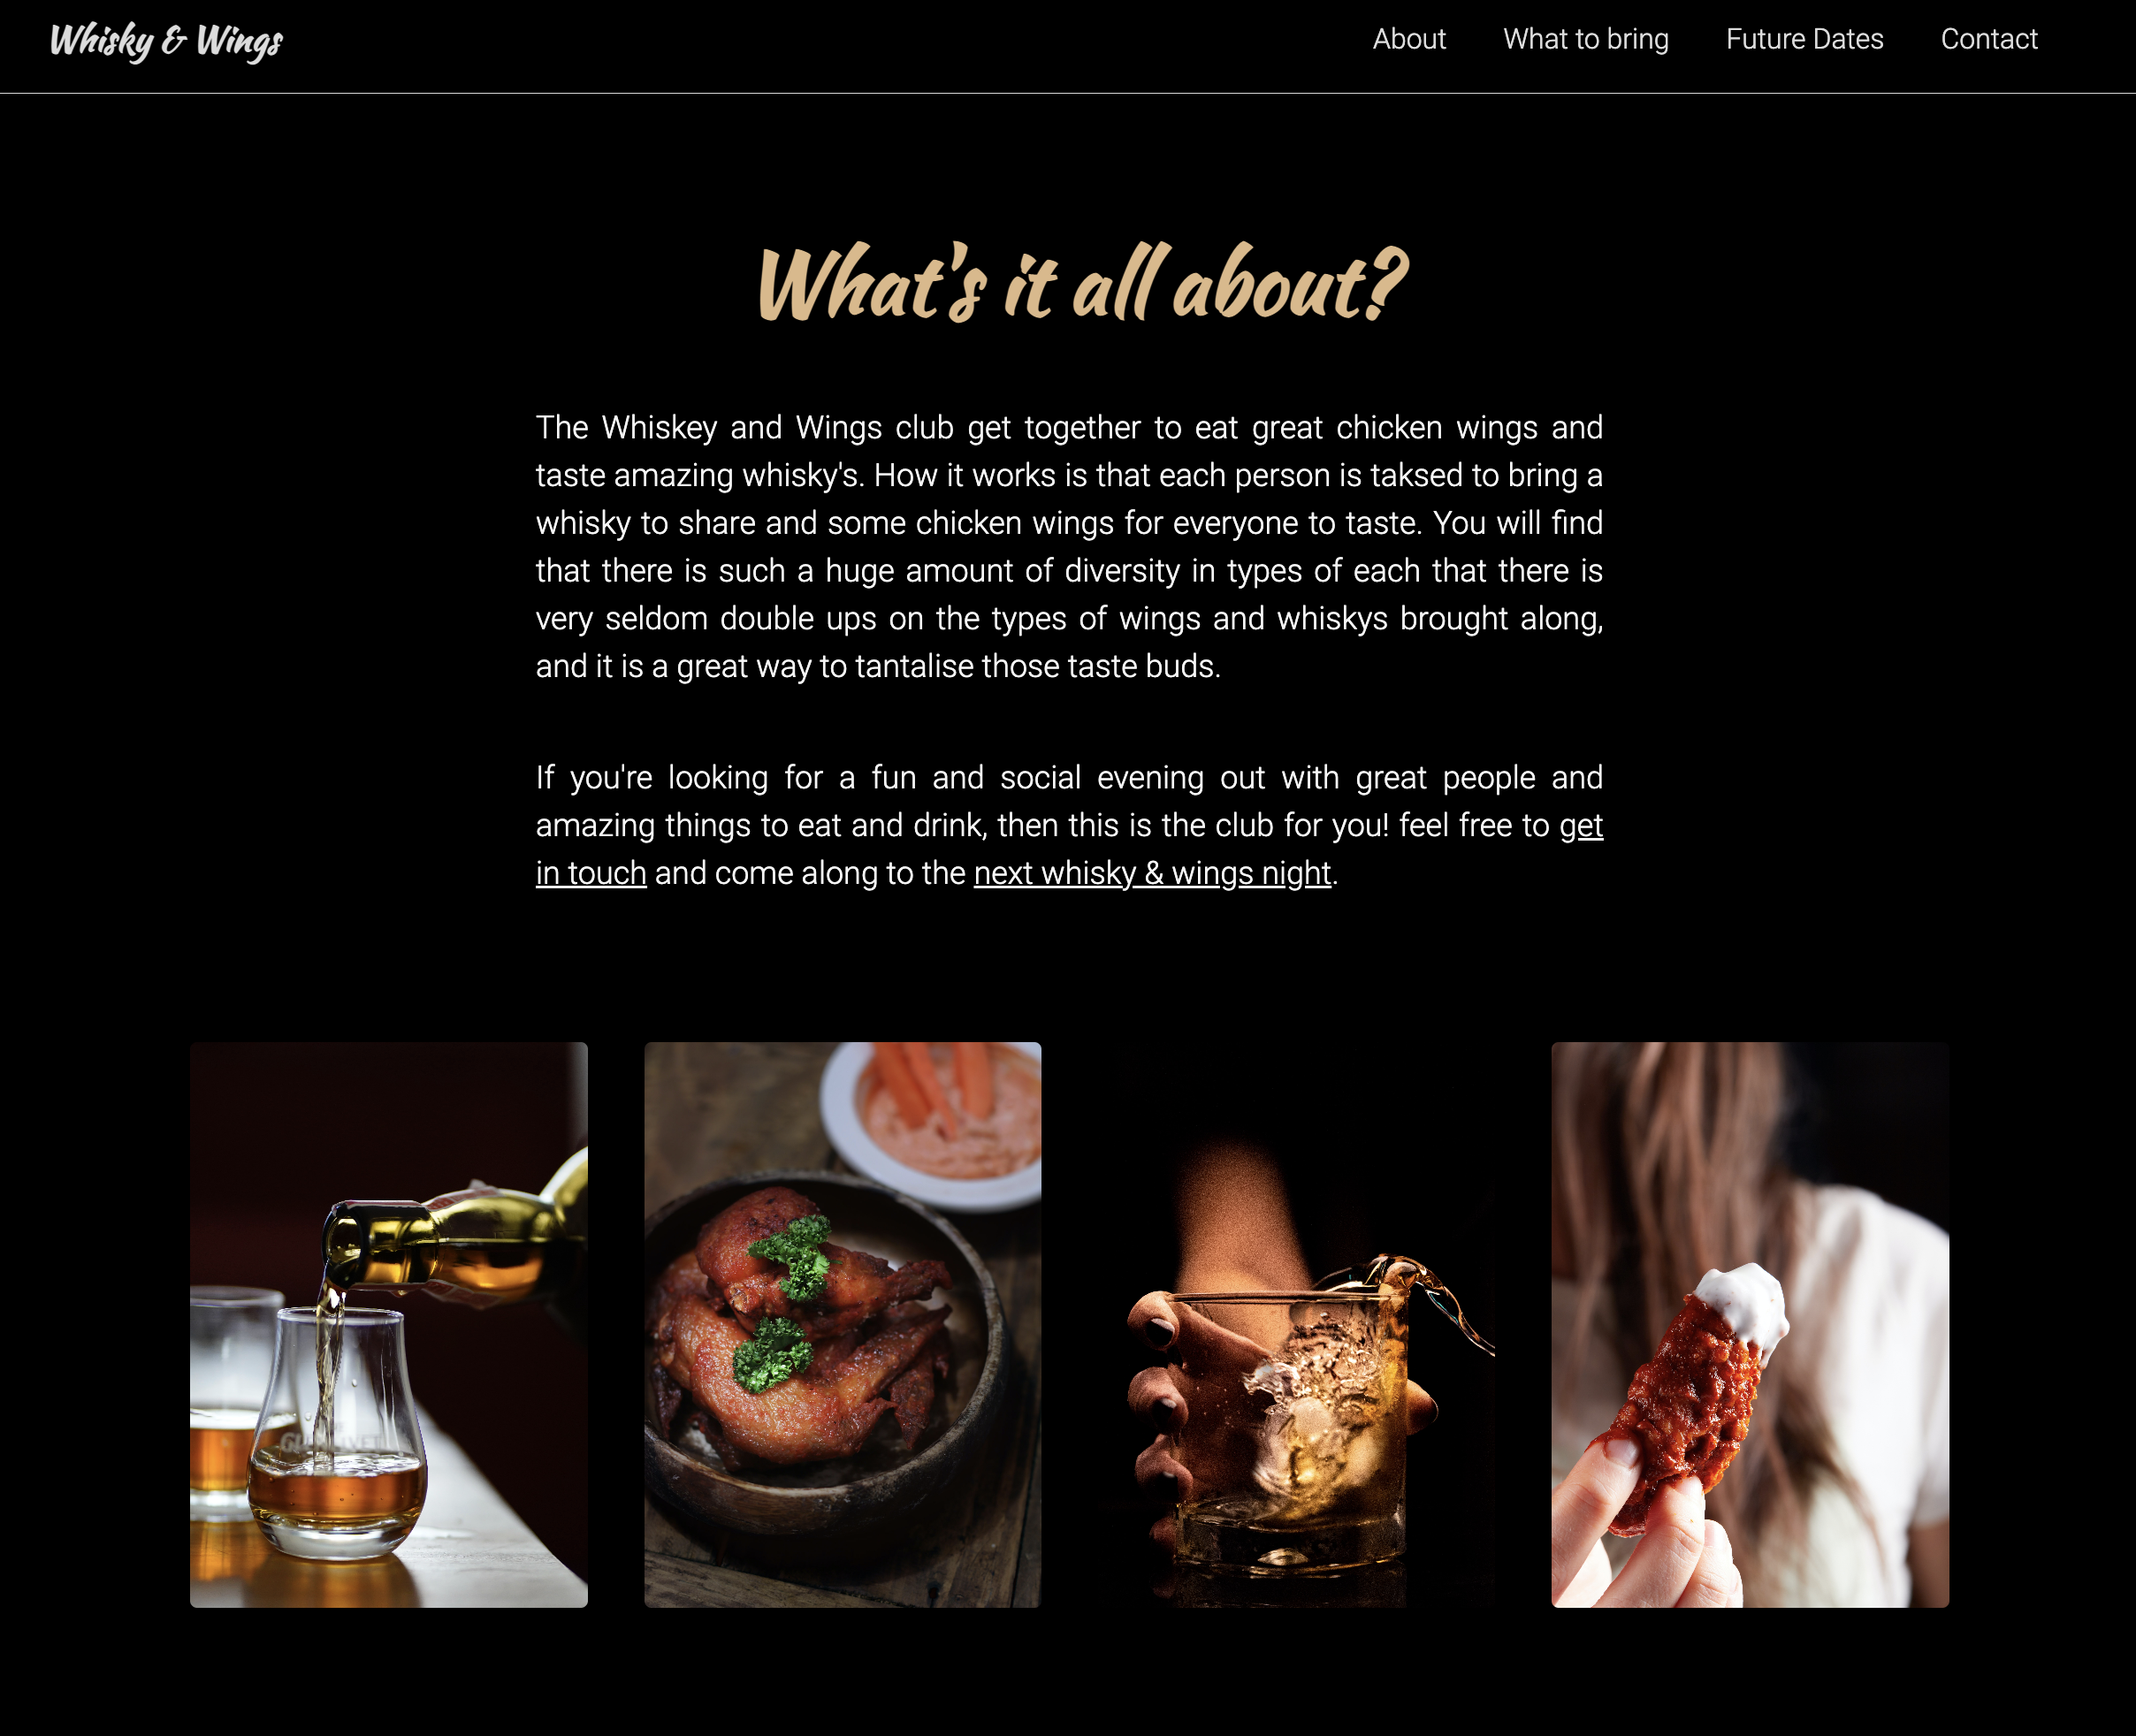 Whisky & Wings
About
What to bring
Future Dates
Contact
What's it all about?
The Whiskey and Wings club get together to eat great chicken wings and
taste amazing whisky's. How it works is that each person is taksed to bring a
whisky to share and some chicken wings for everyone to taste. You will find
that there is such a huge amount of diversity in types of each that there is
very seldom double ups on the types of wings and whiskys brought along,
and it is a great way to tantalise those taste buds.
If you're looking for a fun and social evening out with great people and
amazing things to eat and drink, then this is the club for you! feel free to get
in touch and come along to the next whisky & wings night.